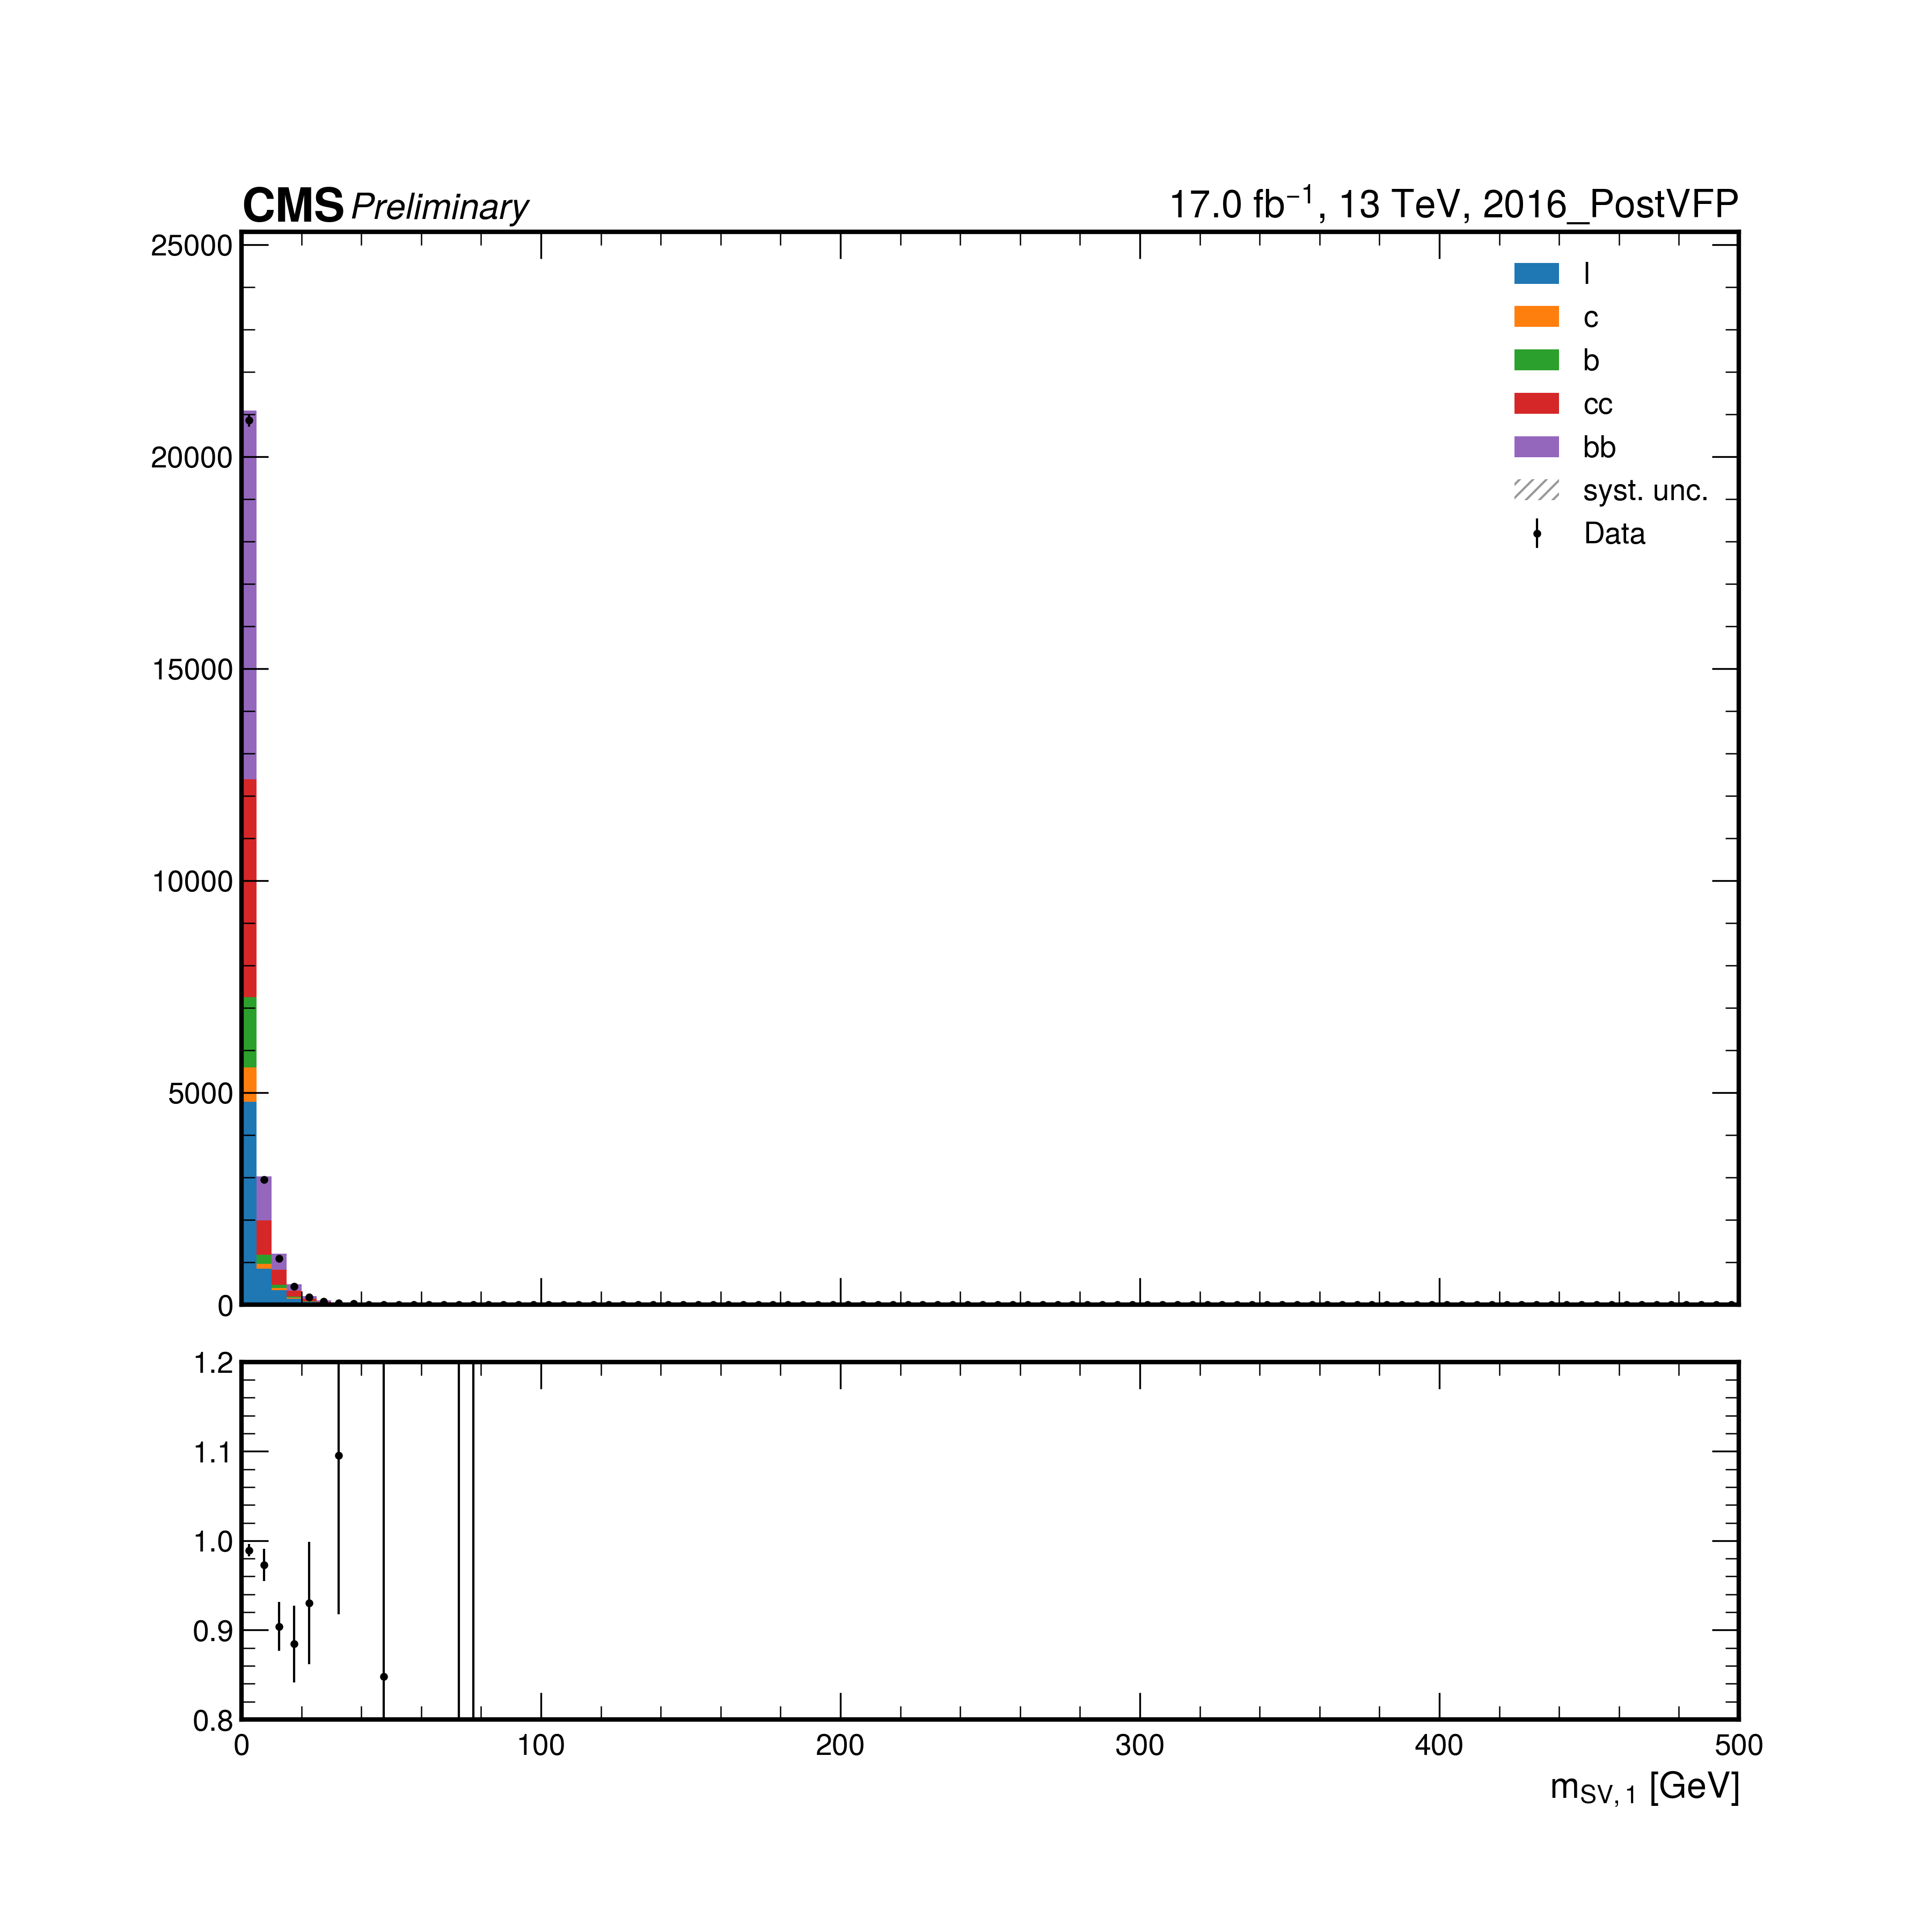 CMS Preliminary
17.0 fb⁻¹, 13 TeV, 2016_PostVFP
25000
20000
15000
10000
5000
0
l
c
b
cc
bb
syst. unc.
Data
1.2
1.1
1.0
0.9
0.8
0 100 200 300 400 500
m_{SV, 1} [GeV]